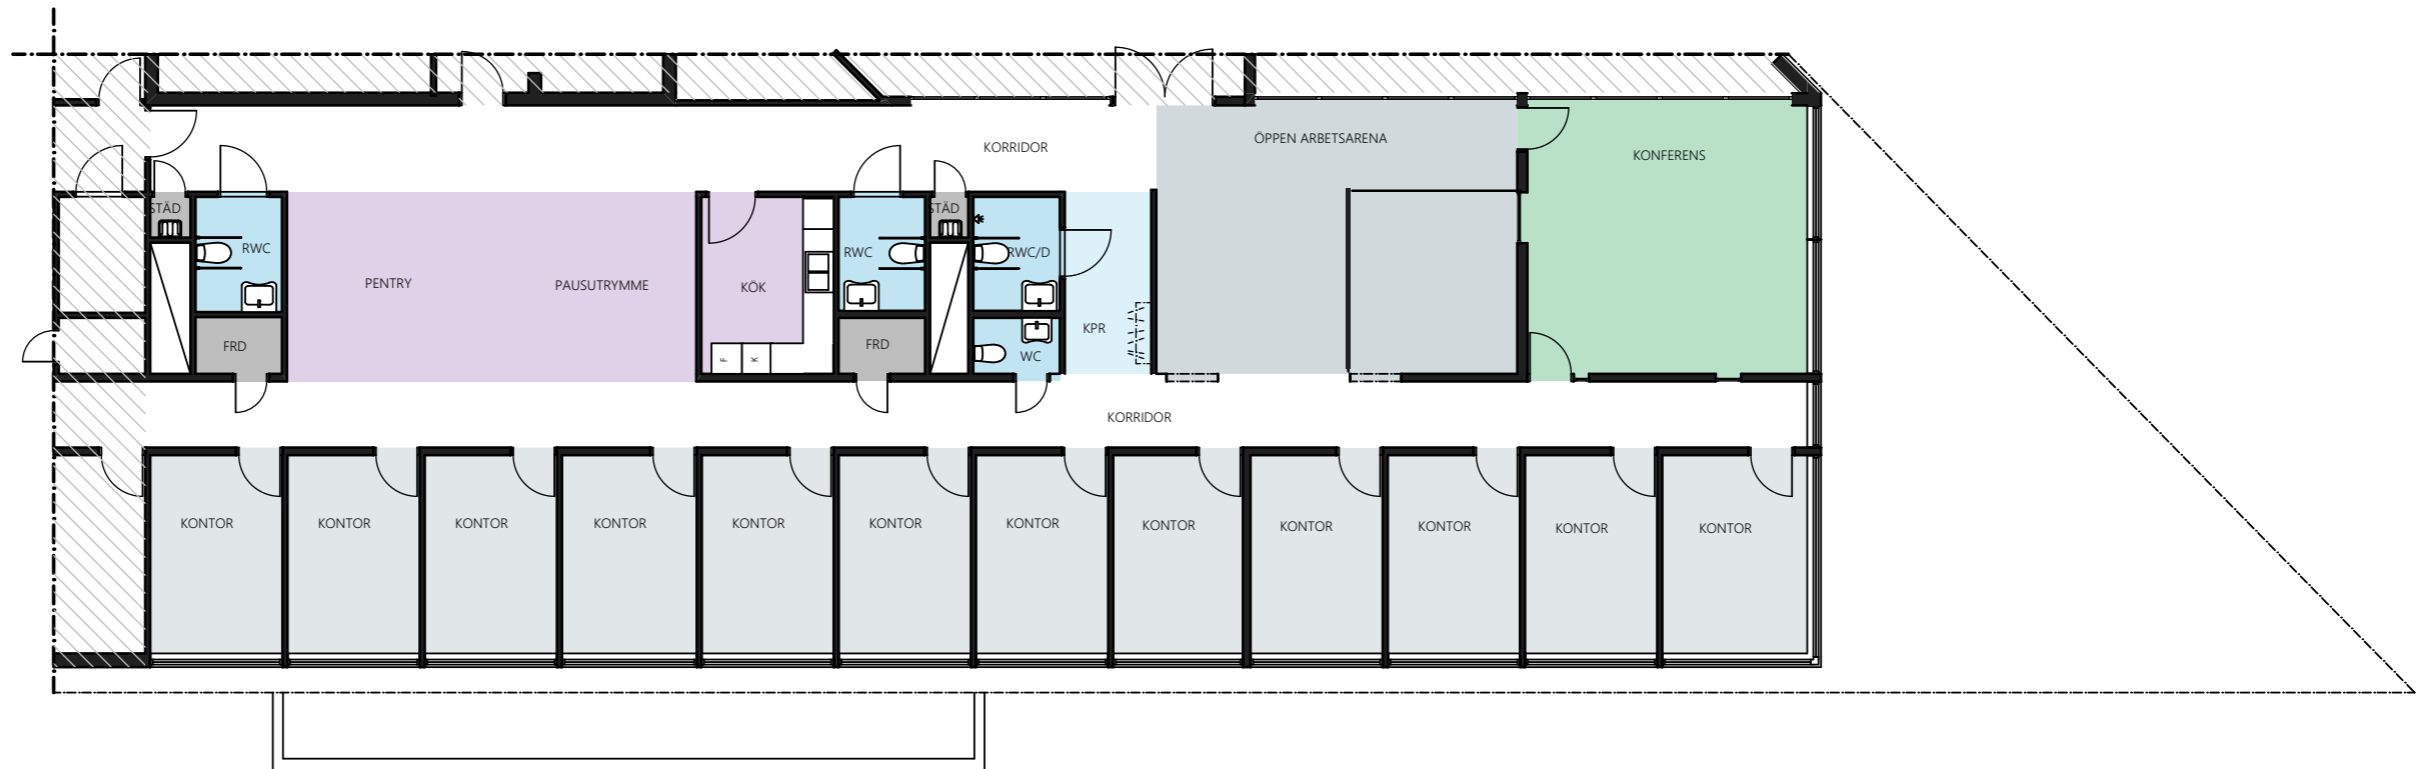 ÖPPEN ARBETSARENA
KORRIDOR
KONFERENS
STÄD
STÄD
RWC
RWC
RWC/D
PENTRY
PAUSUTRYMME
KÖK
KPR
FRD
FRD
WC
F
K
KORRIDOR
KONTOR
KONTOR
KONTOR
KONTOR
KONTOR
KONTOR
KONTOR
KONTOR
KONTOR
KONTOR
KONTOR
KONTOR